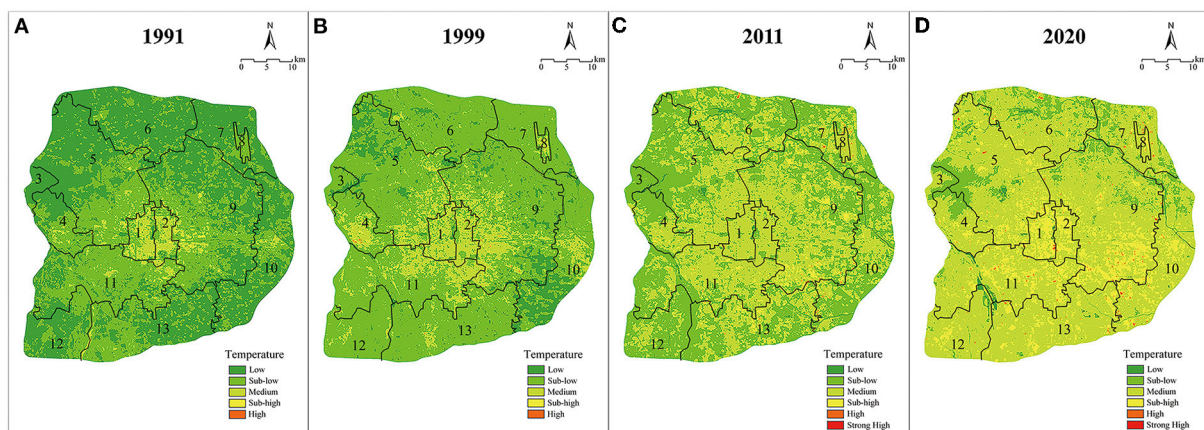 A
1991
N
0 5 10 km
6
7
8
5
3
9
4
2
1
10
11
13
12
Temperature
Low
Sub-low
Medium
Sub-high
High
B
1999
N
0 5 10 km
6
7
8
5
3
9
4
2
1
10
11
13
12
Temperature
Low
Sub-low
Medium
Sub-high
High
C
2011
N
0 5 10 km
6
7
8
5
3
9
4
2
1
10
11
13
12
Temperature
Low
Sub-low
Medium
Sub-high
High
Strong High
D
2020
N
0 5 10 km
6
7
8
5
3
9
4
2
1
10
11
13
12
Temperature
Low
Sub-low
Medium
Sub-high
High
Strong High